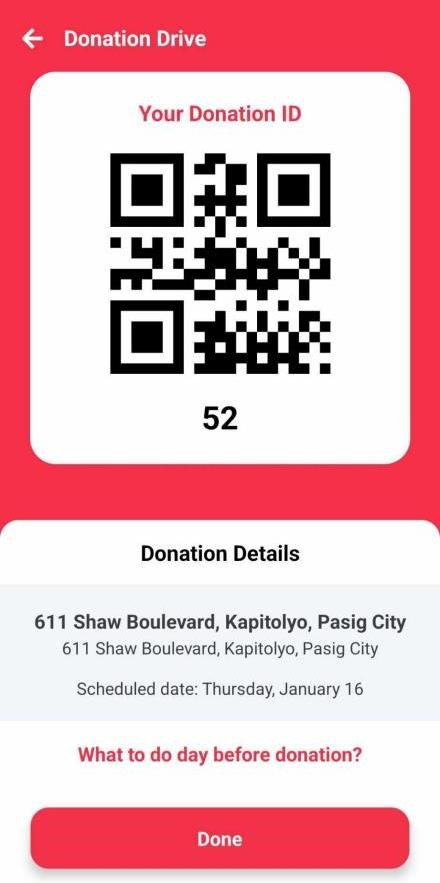 Donation Drive
Your Donation ID
52
Donation Details
611 Shaw Boulevard, Kapitolyo, Pasig City
611 Shaw Boulevard, Kapitolyo, Pasig City
Scheduled date: Thursday, January 16
What to do day before donation?
Done